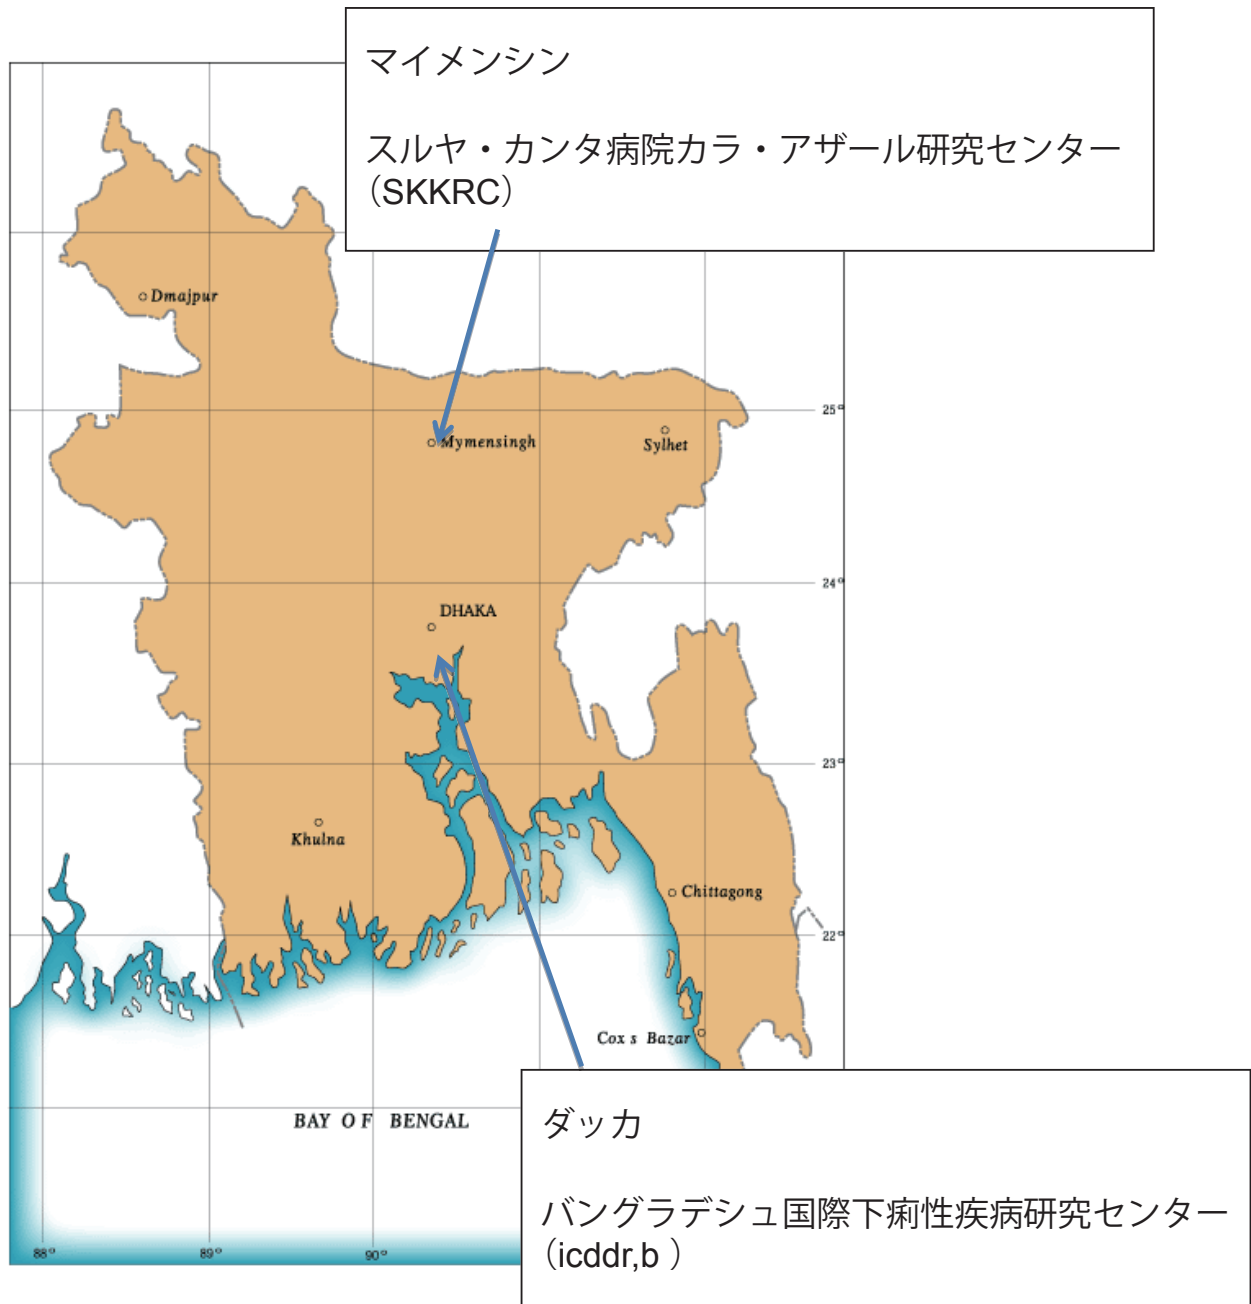 マイメンシン
スルヤ・カンタ病院カラ・アザール研究センター
（SKKRC）
Dmajpur
25°
Mymensingh
Sylhet
24°
DHAKA
23°
Khulna
Chittagong
22°
Cox s Bazar
BAY OF BENGAL
ダッカ
バングラデシュ国際下痢性疾病研究センター
（icddr,b ）
88°
89°
90°